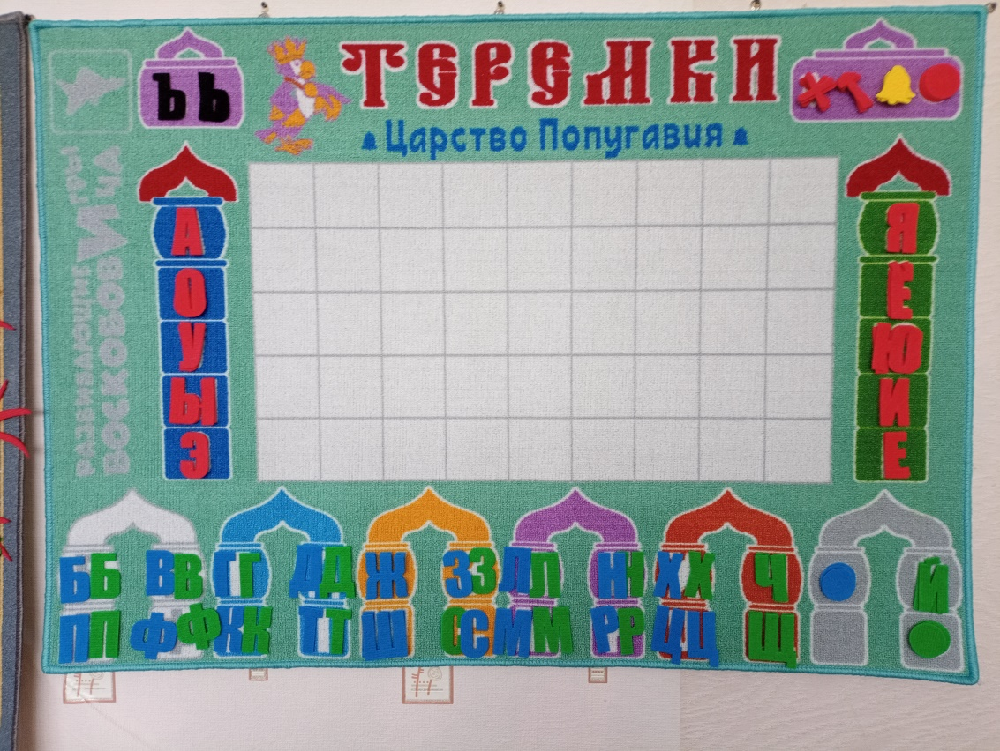 ЪЬ
ТЕРЕМКИ
Царство Попугавия
РАЗВИВАЮЩИЕ ИГРЫ
ВОСКОБОВИЧА
А
О
У
Ы
Э
Я
Ё
Ю
И
Е
ББ ВВ ГГ ДД Ж ЗЗ ЛЛ НН ХХ Ч Й
ПП ФФ КК ТТ Ш СС ММ РР ЦЦ Щ